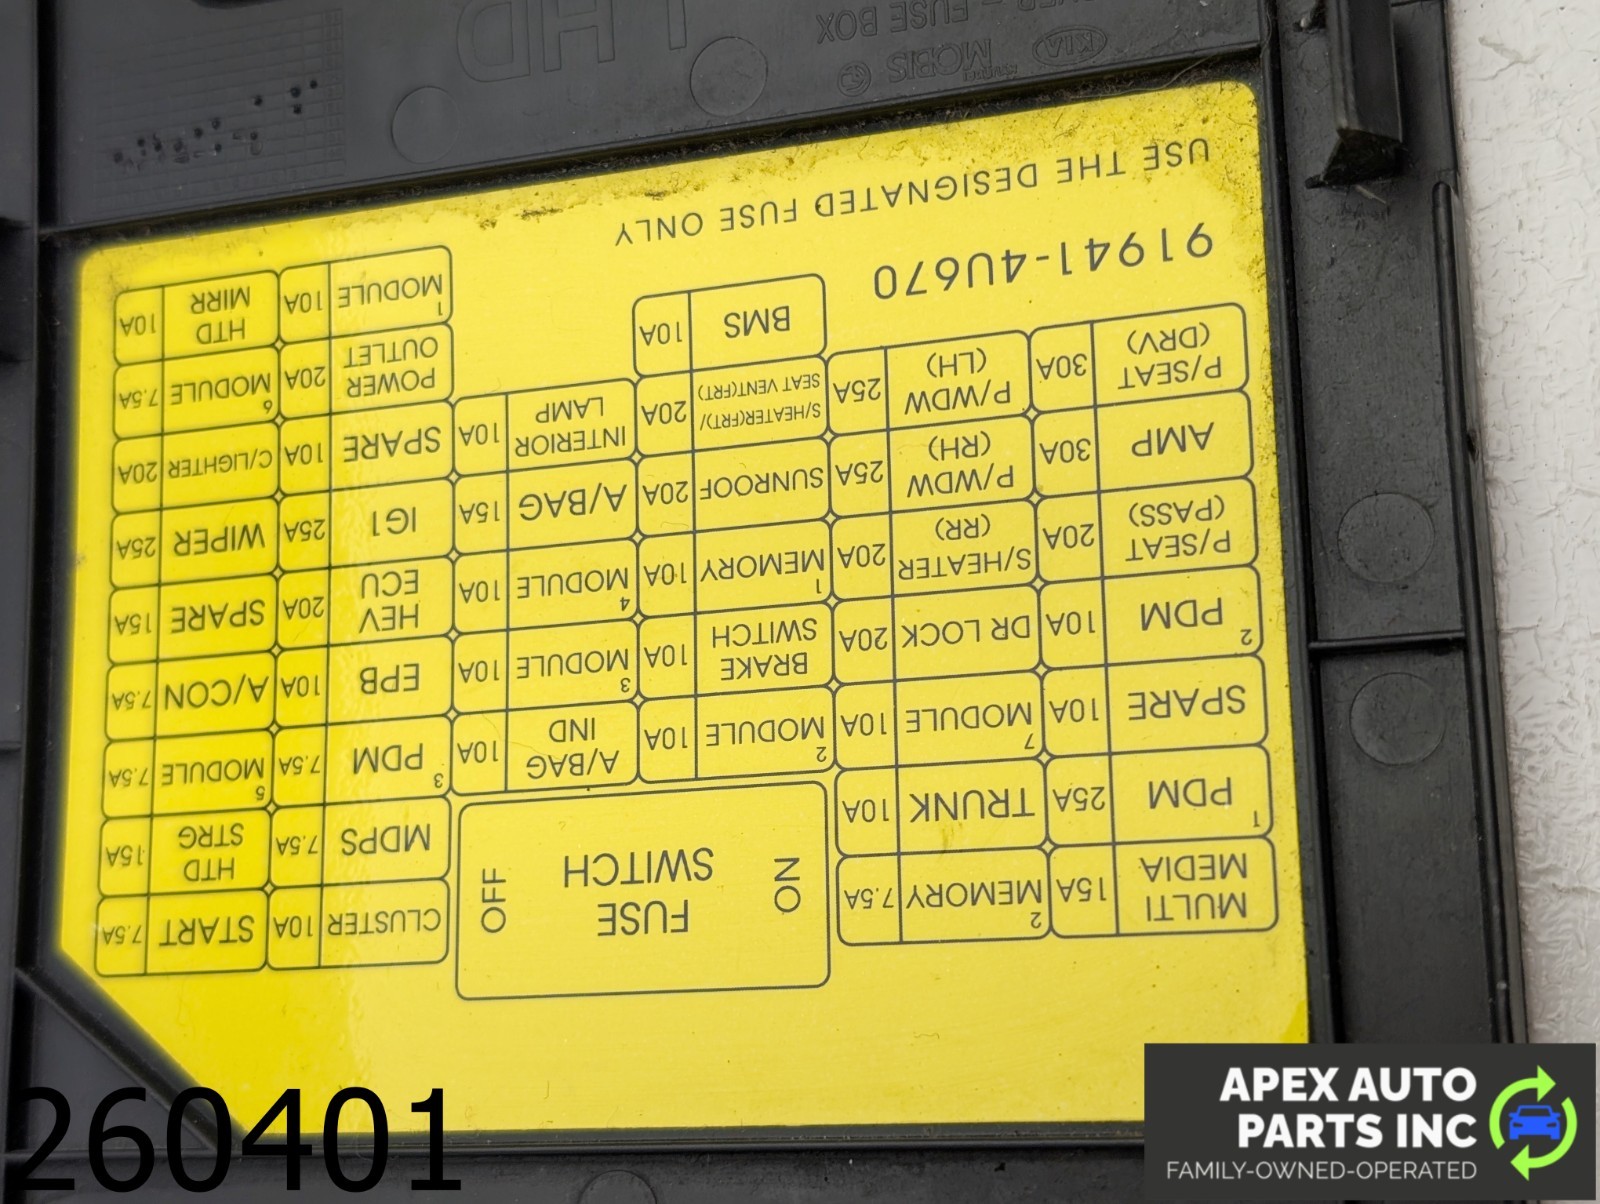 FUSE
SWITCH
ON
OFF
MULTI
MEDIA 15A
1 PDM 25A
SPARE 10A
2 PDM 10A
P/SEAT
(PASS) 20A
AMP 30A
P/SEAT
(DRV) 30A
2 MEMORY 7.5A
TRUNK 10A
7 MODULE 10A
DR LOCK 20A
S/HEATER
(RR) 20A
P/WDW
(RH) 25A
P/WDW
(LH) 25A
2 MODULE 10A
BRAKE
SWITCH 10A
1 MEMORY 10A
SUNROOF 20A
S/HEATER(FRT)/
SEAT VENT(FRT) 20A
BMS 10A
A/BAG
IND 10A
3 MODULE 10A
4 MODULE 10A
A/BAG 15A
INTERIOR
LAMP 10A
CLUSTER 10A
MDPS 7.5A
3 PDM 7.5A
EPB 10A
HEV
ECU 20A
IG1 25A
SPARE 10A
POWER
OUTLET 20A
1 MODULE 10A
START 7.5A
HTD
STRG 15A
5 MODULE 7.5A
A/CON 7.5A
SPARE 15A
WIPER 25A
C/LIGHTER 20A
6 MODULE 7.5A
HTD
MIRR 10A
91941-4U670
USE THE DESIGNATED FUSE ONLY
KIA
MOBIS
FUSE BOX
LHD
260401
APEX AUTO
PARTS INC
FAMILY-OWNED-OPERATED